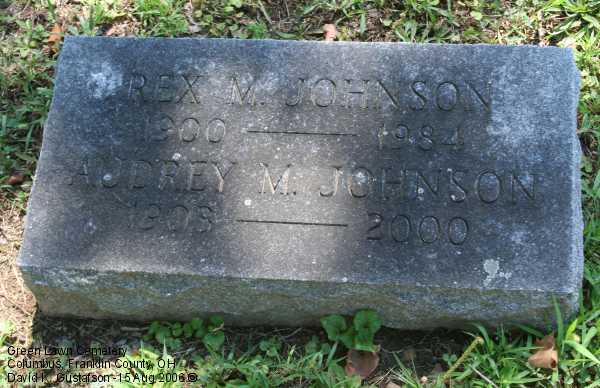 REX M. JOHNSON
1900 — 1984
AUDREY M. JOHNSON
1903 — 2000
Green Lawn Cemetery
Columbus, Franklin County, OH
David K. Gustafson - 15 Aug 2006 ©